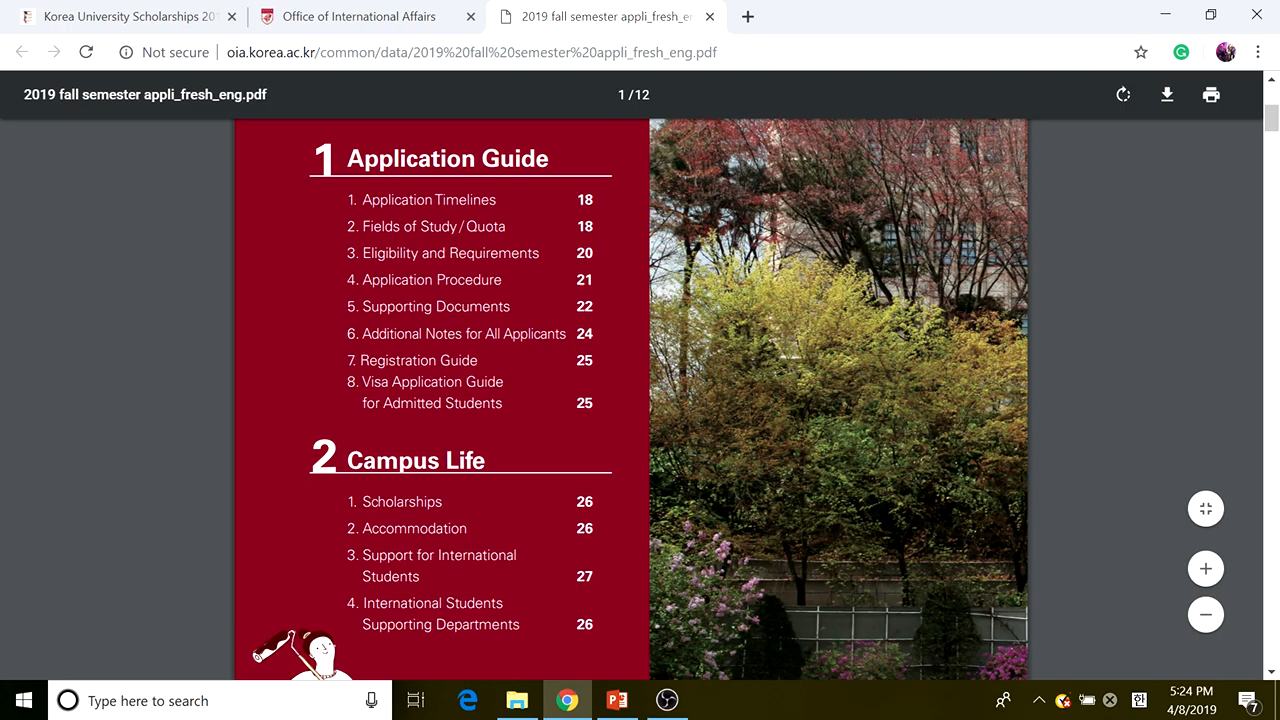 Korea University Scholarships 201
Office of International Affairs
2019 fall semester appli_fresh_en
Not secure
oia.korea.ac.kr/common/data/2019%20fall%20semester%20appli_fresh_eng.pdf
2019 fall semester appli_fresh_eng.pdf
1 / 12
1 Application Guide
1. Application Timelines 18
2. Fields of Study / Quota 18
3. Eligibility and Requirements 20
4. Application Procedure 21
5. Supporting Documents 22
6. Additional Notes for All Applicants 24
7. Registration Guide 25
8. Visa Application Guide
for Admitted Students 25
2 Campus Life
1. Scholarships 26
2. Accommodation 26
3. Support for International
Students 27
4. International Students
Supporting Departments 26
Type here to search
한
5:24 PM
4/8/2019
7